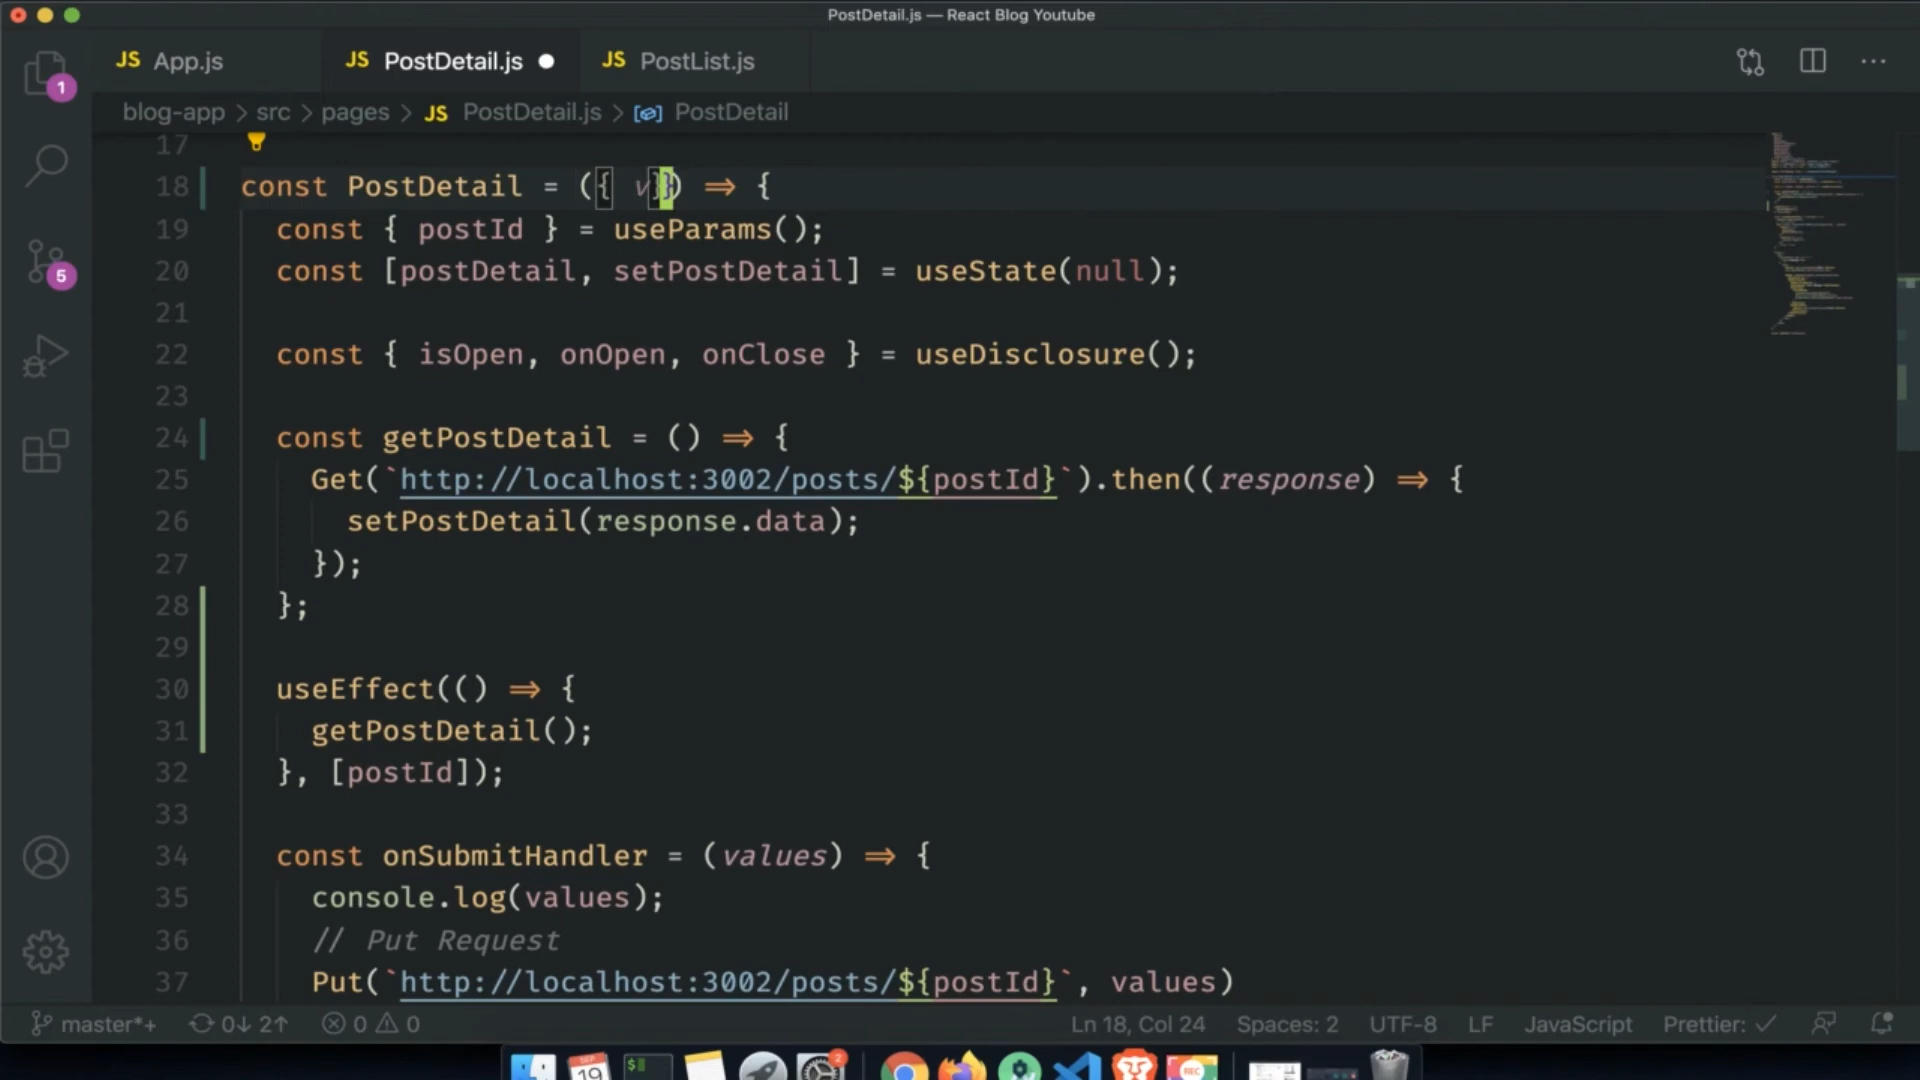 PostDetail.js — React Blog Youtube
JS App.js
JS PostDetail.js
JS PostList.js
1
blog-app > src > pages > JS PostDetail.js > PostDetail
17
18 const PostDetail = ({ v}) => {
19 const { postId } = useParams();
20 const [postDetail, setPostDetail] = useState(null);
21
22 const { isOpen, onOpen, onClose } = useDisclosure();
23
24 const getPostDetail = () => {
25 Get(`http://localhost:3002/posts/${postId}`).then((response) => {
26 setPostDetail(response.data);
27 });
28 };
29
30 useEffect(() => {
31 getPostDetail();
32 }, [postId]);
33
34 const onSubmitHandler = (values) => {
35 console.log(values);
36 // Put Request
37 Put(`http://localhost:3002/posts/${postId}`, values)
5
master*+ 0↓ 2↑ 0 0 Ln 18, Col 24 Spaces: 2 UTF-8 LF JavaScript Prettier: ✓
SEP
19
$
2
REC